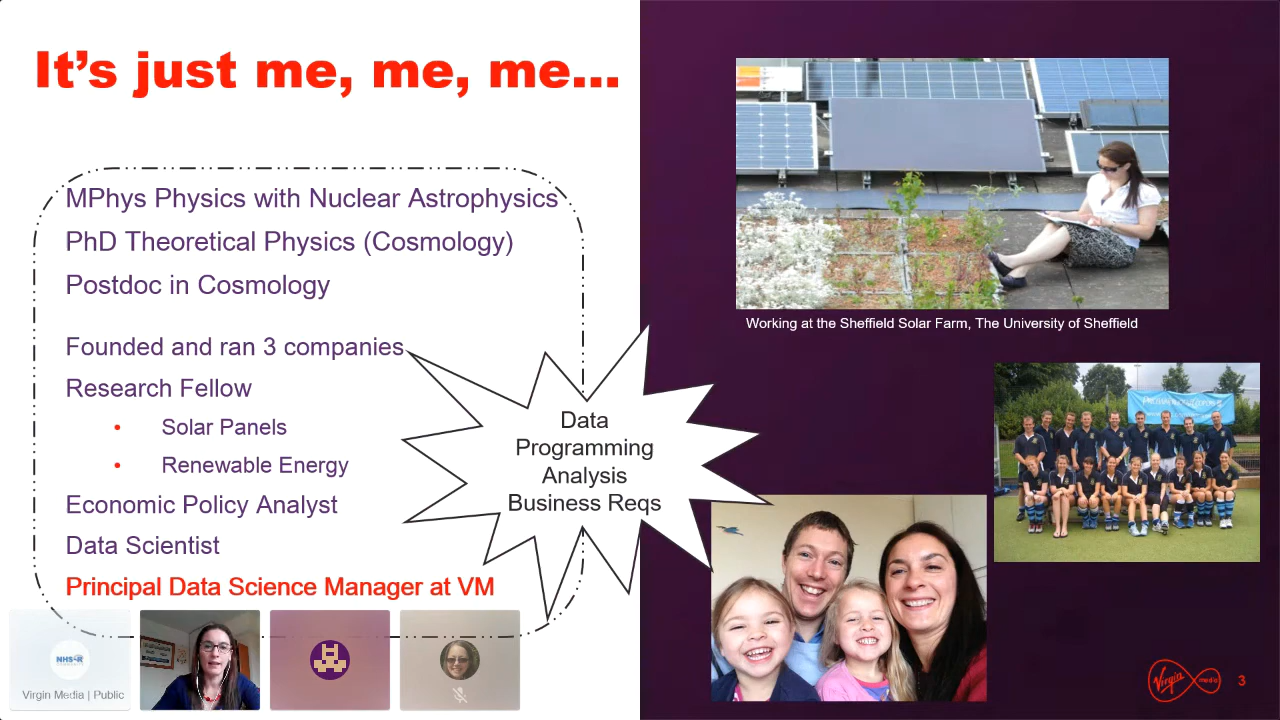 It's just me, me, me...
MPhys Physics with Nuclear Astrophysics
PhD Theoretical Physics (Cosmology)
Postdoc in Cosmology
Founded and ran 3 companies
Research Fellow
• Solar Panels
• Renewable Energy
Economic Policy Analyst
Data Scientist
Principal Data Science Manager at VM
Data
Programming
Analysis
Business Reqs
Working at the Sheffield Solar Farm, The University of Sheffield
NHS-R
Virgin Media | Public
Virgin media
3